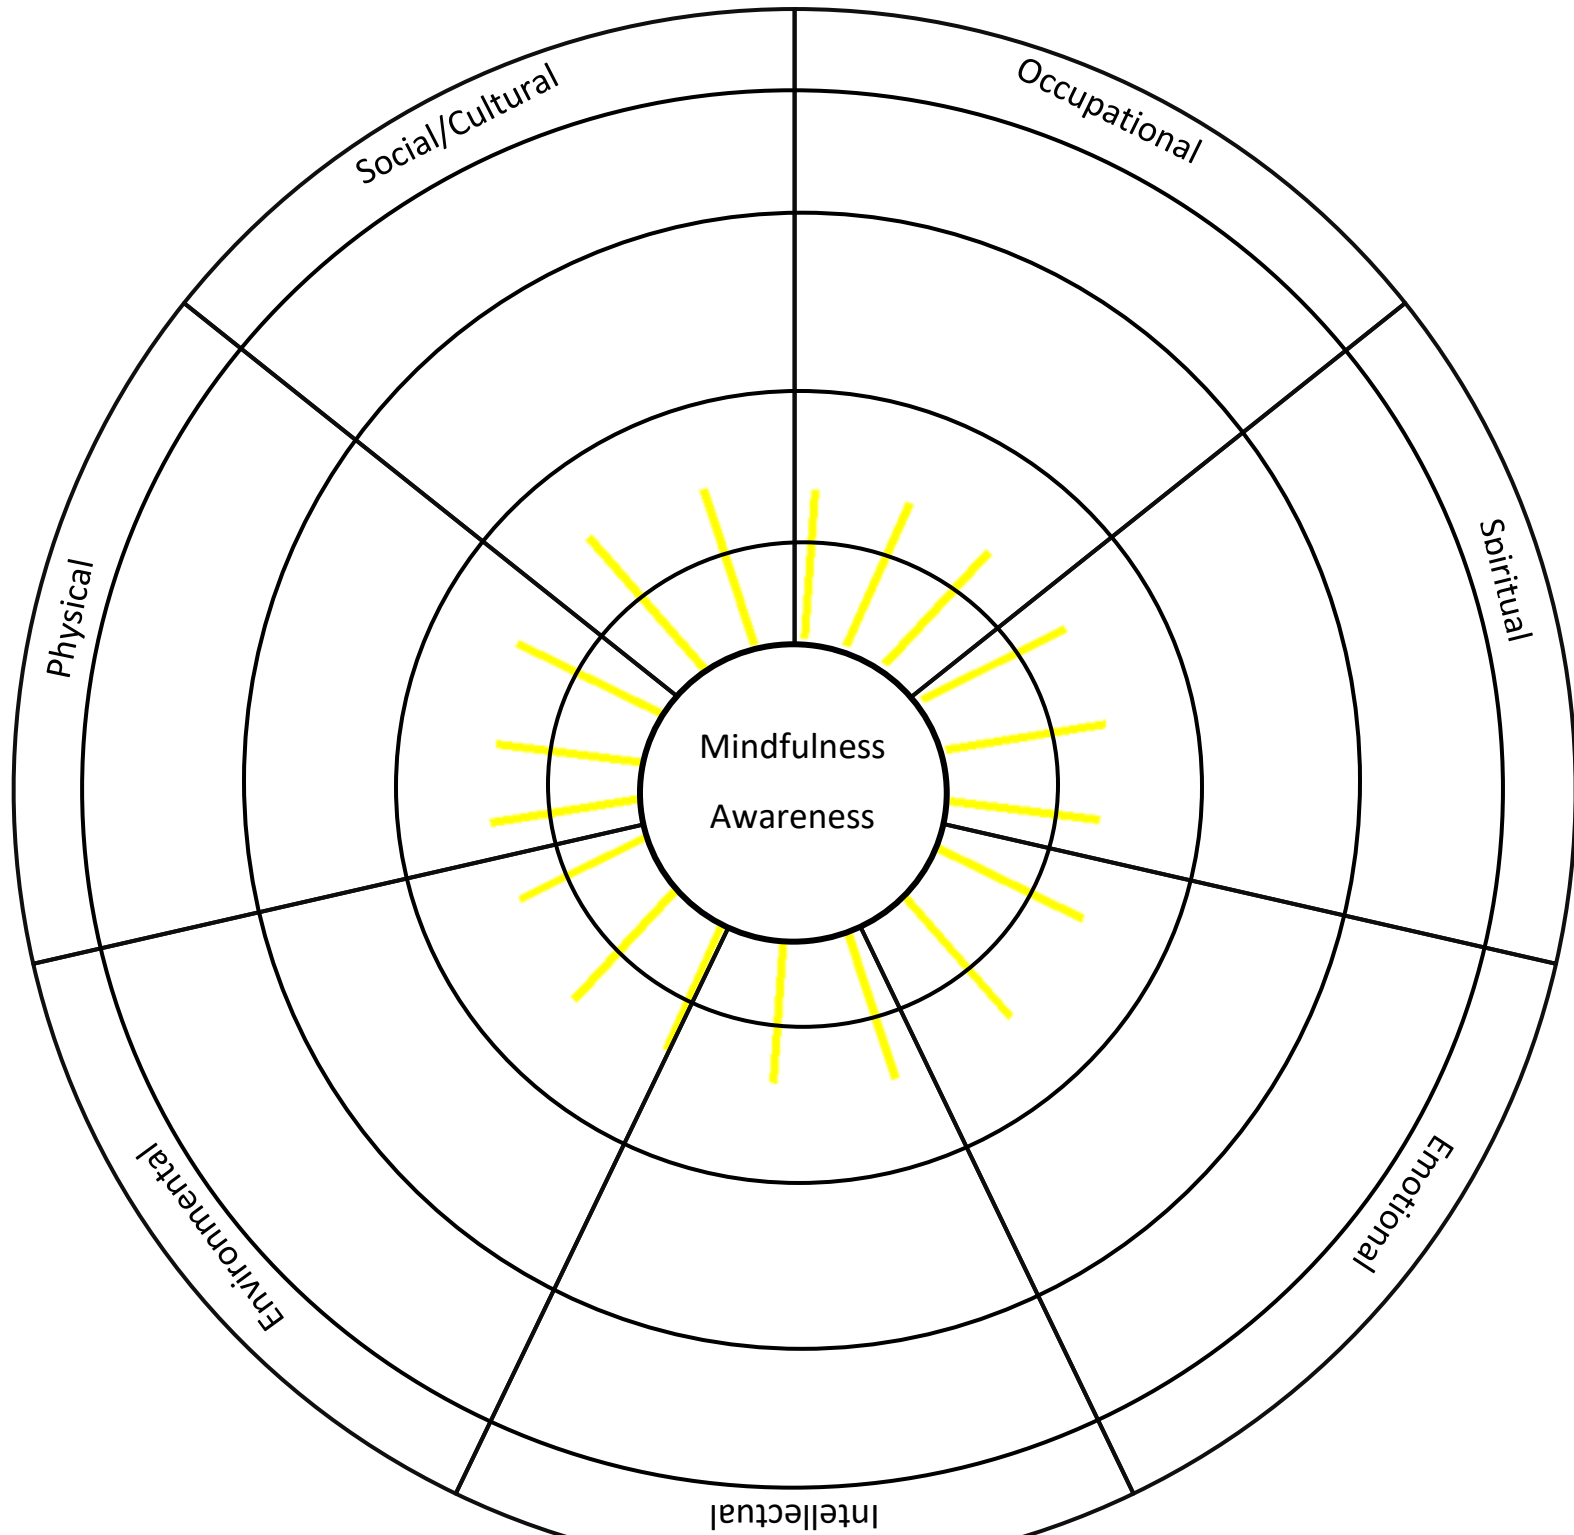 Social/Cultural
Occupational
Physical
Spiritual
Mindfulness
Awareness
Environmental
Emotional
Intellectual